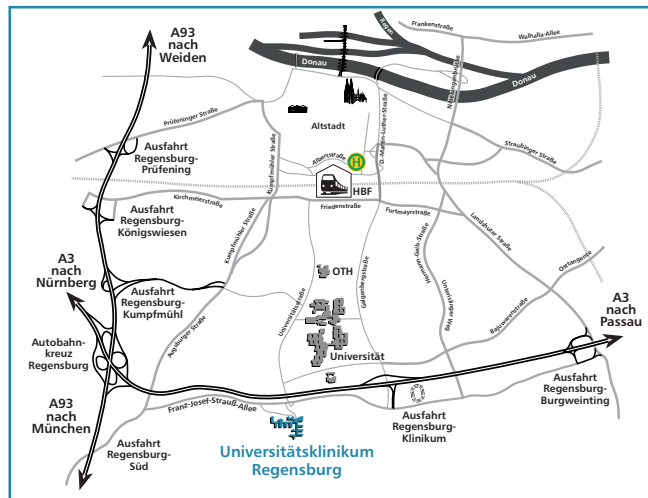 A93
nach
Weiden
Frankenstraße
Walhalla-Allee
Regen
Donau
Donau
Nibelungenbrücke
Prüfeninger Straße
Altstadt
D.-Martin-Luther-Straße
Straubinger Straße
Ausfahrt
Regensburg-
Prüfening
Kumpfmühler Straße
Albertstraße
H
HBF
Kirchmeierstraße
Friedenstraße
Furtmayrstraße
Landshuter Straße
Ausfahrt
Regensburg-
Königswiesen
Kumpfmühler Straße
A3
nach
Nürnberg
Ausfahrt
Regensburg-
Kumpfmühl
OTH
Universitätsstraße
Galgenbergstraße
Hermann-Geib-Straße
Unterislinger Weg
Osttangente
A3
nach
Passau
Augsburger Straße
Bajuwarenstraße
Autobahn-
kreuz
Regensburg
Universität
A93
nach
München
Franz-Josef-Strauß-Allee
Ausfahrt
Regensburg-
Burgweinting
Ausfahrt
Regensburg-
Klinikum
Ausfahrt
Regensburg-
Süd
Universitätsklinikum
Regensburg